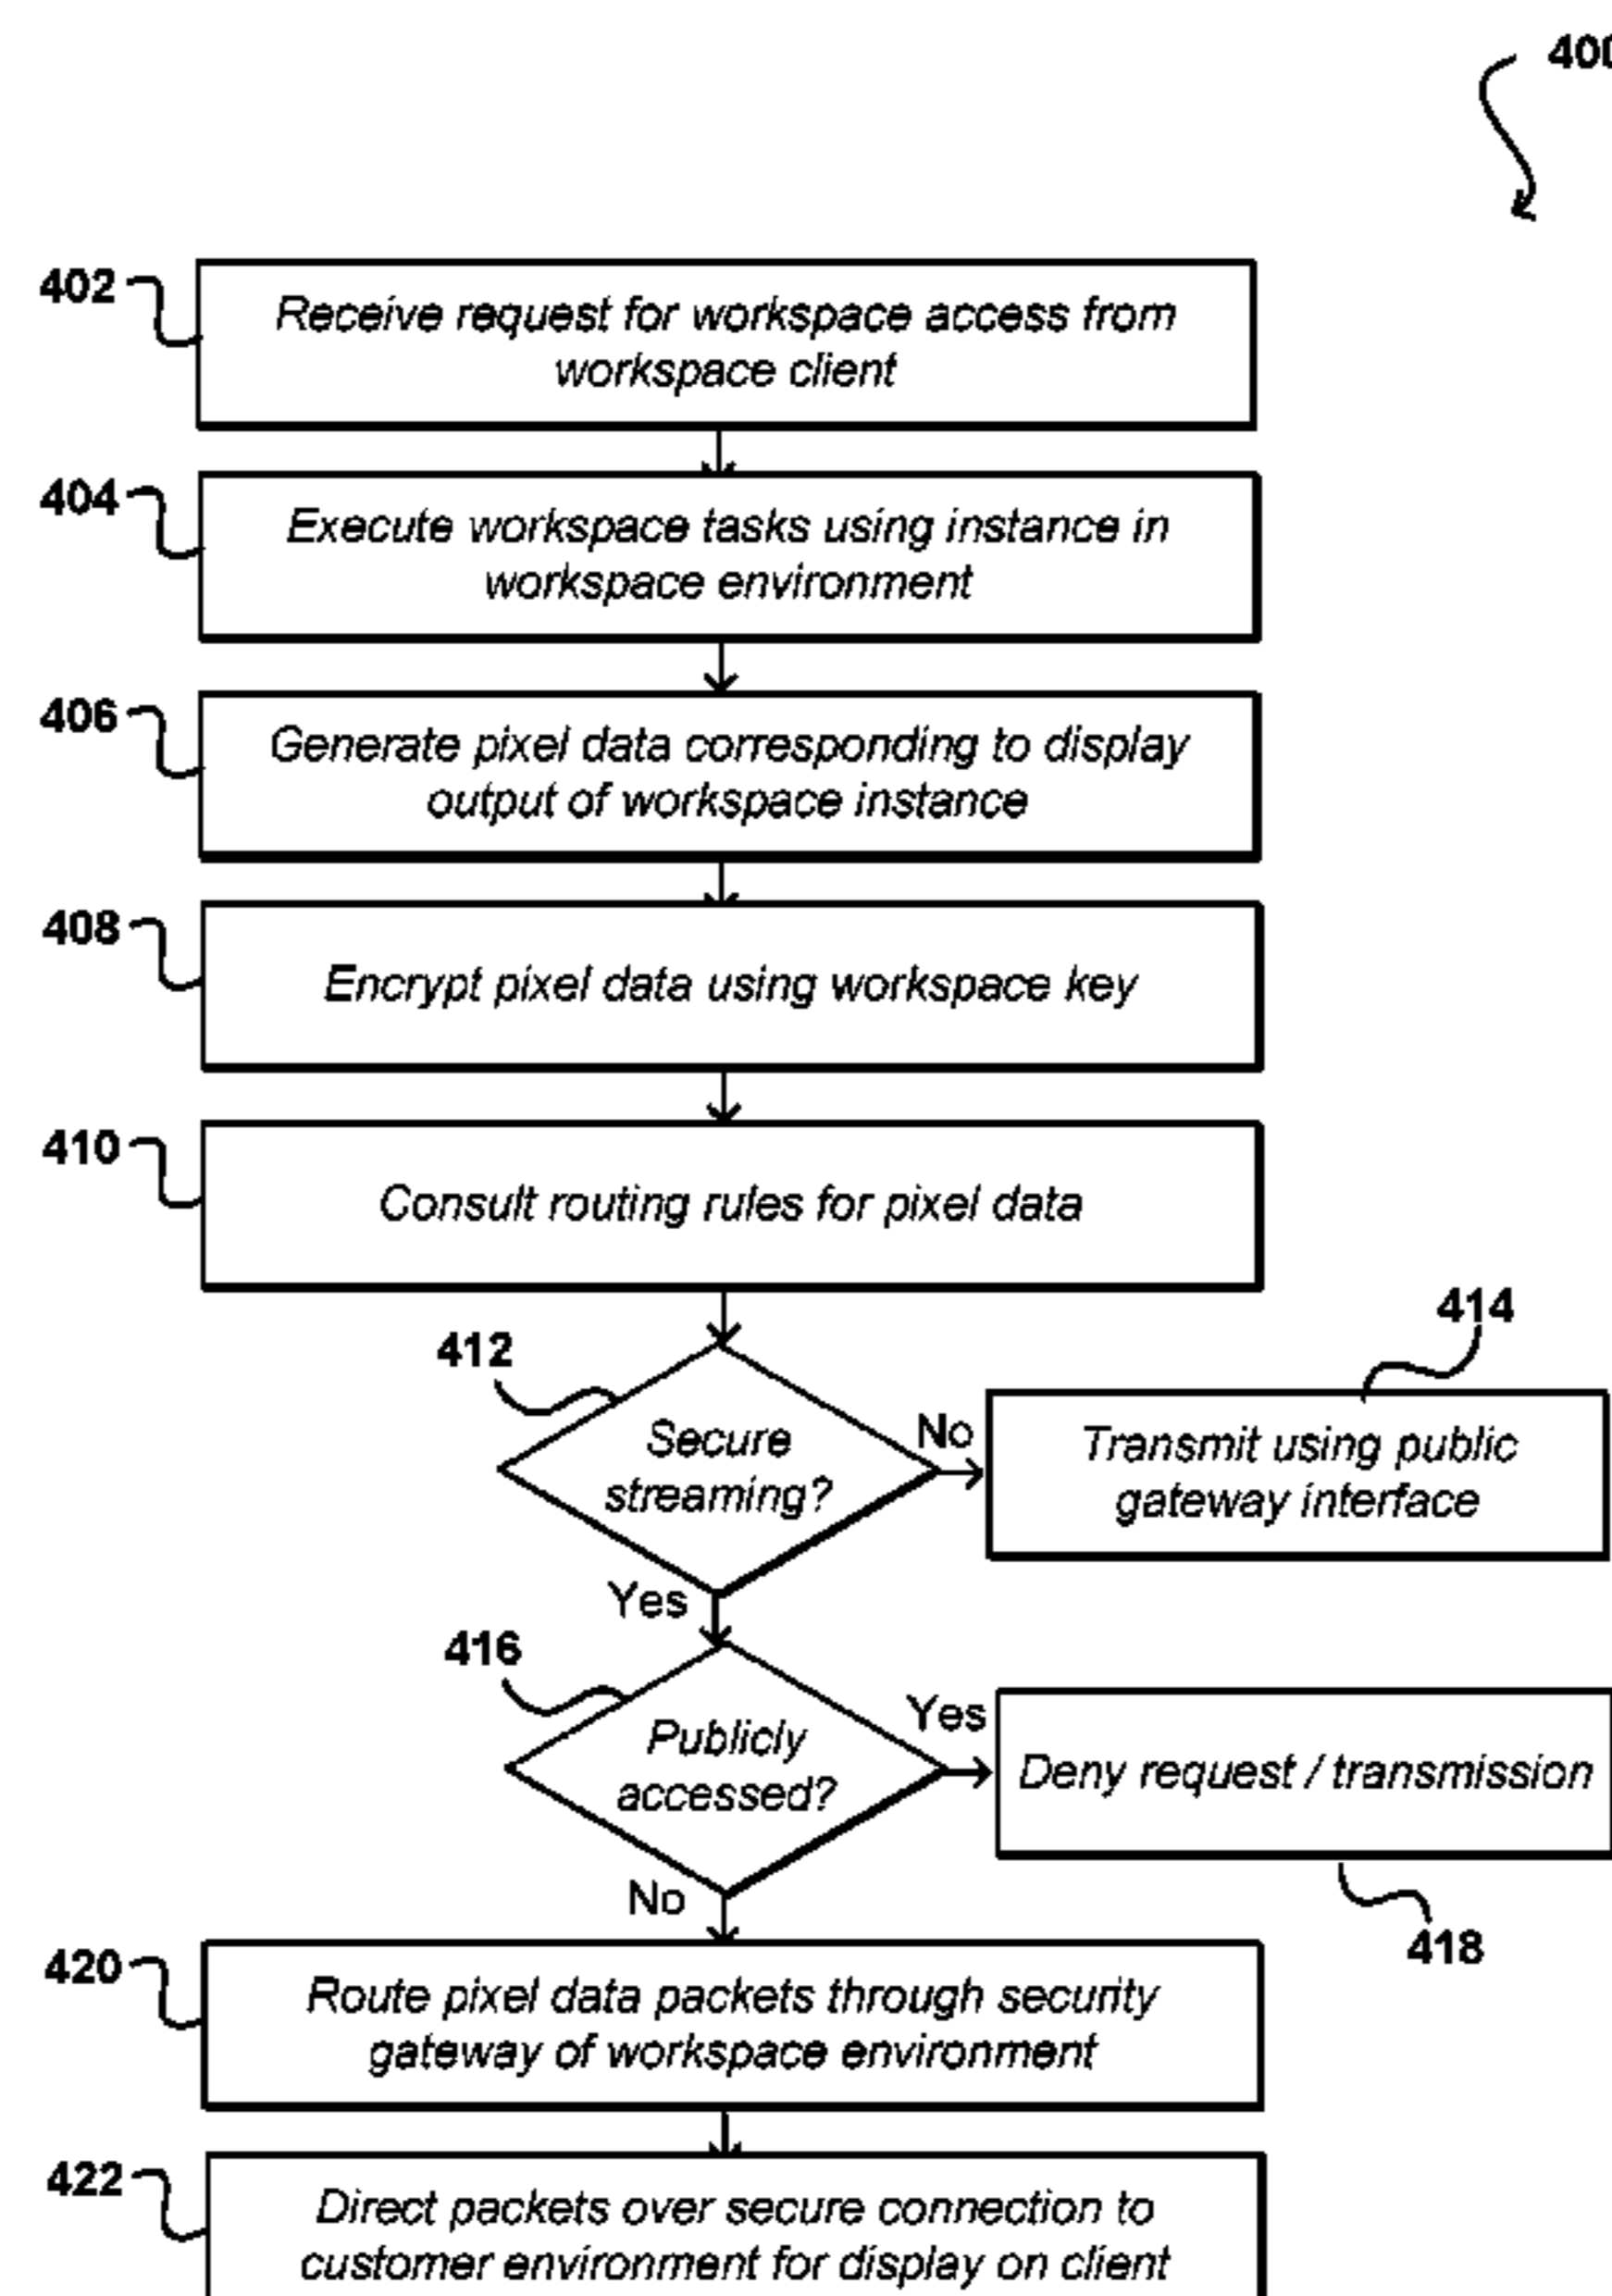 400
402
Receive request for workspace access from
workspace client
404
Execute workspace tasks using instance in
workspace environment
406
Generate pixel data corresponding to display
output of workspace instance
408
Encrypt pixel data using workspace key
410
Consult routing rules for pixel data
412
Secure
streaming?
No
414
Transmit using public
gateway interface
Yes
416
Publicly
accessed?
Yes
Deny request / transmission
418
No
420
Route pixel data packets through security
gateway of workspace environment
422
Direct packets over secure connection to
customer environment for display on client